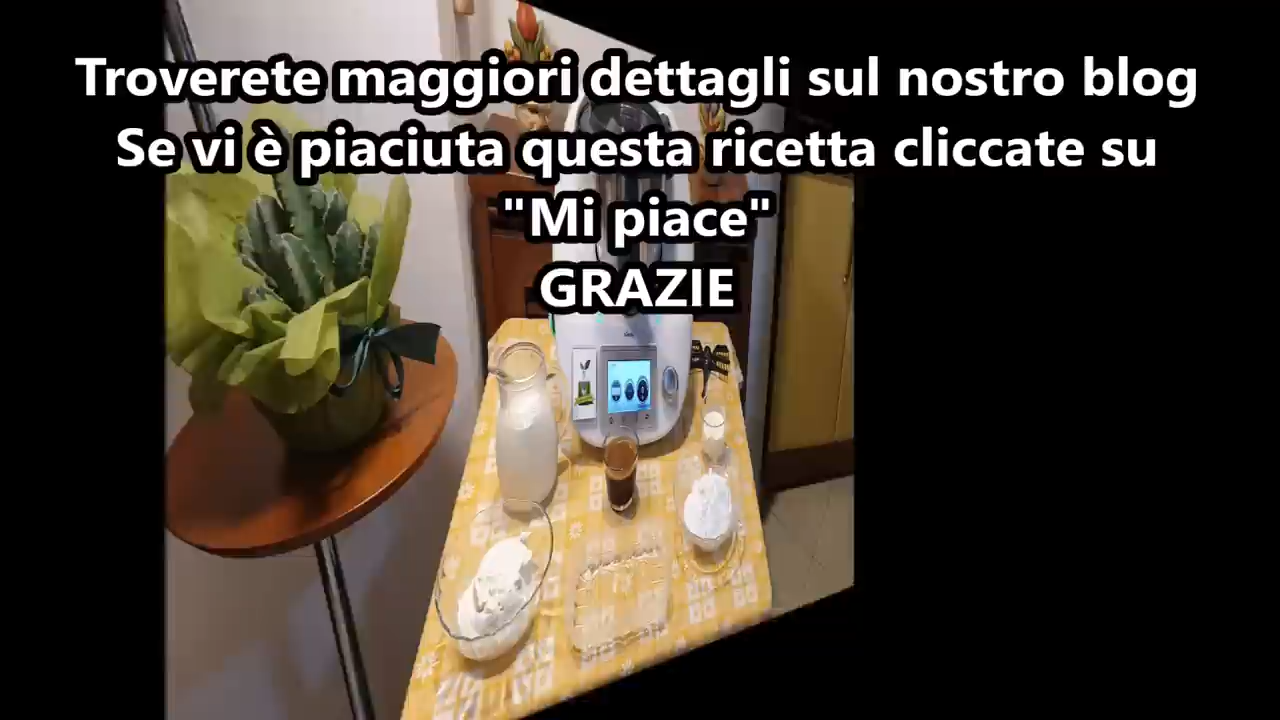 Troverete maggiori dettagli sul nostro blog
Se vi è piaciuta questa ricetta cliccate su
"Mi piace"
GRAZIE